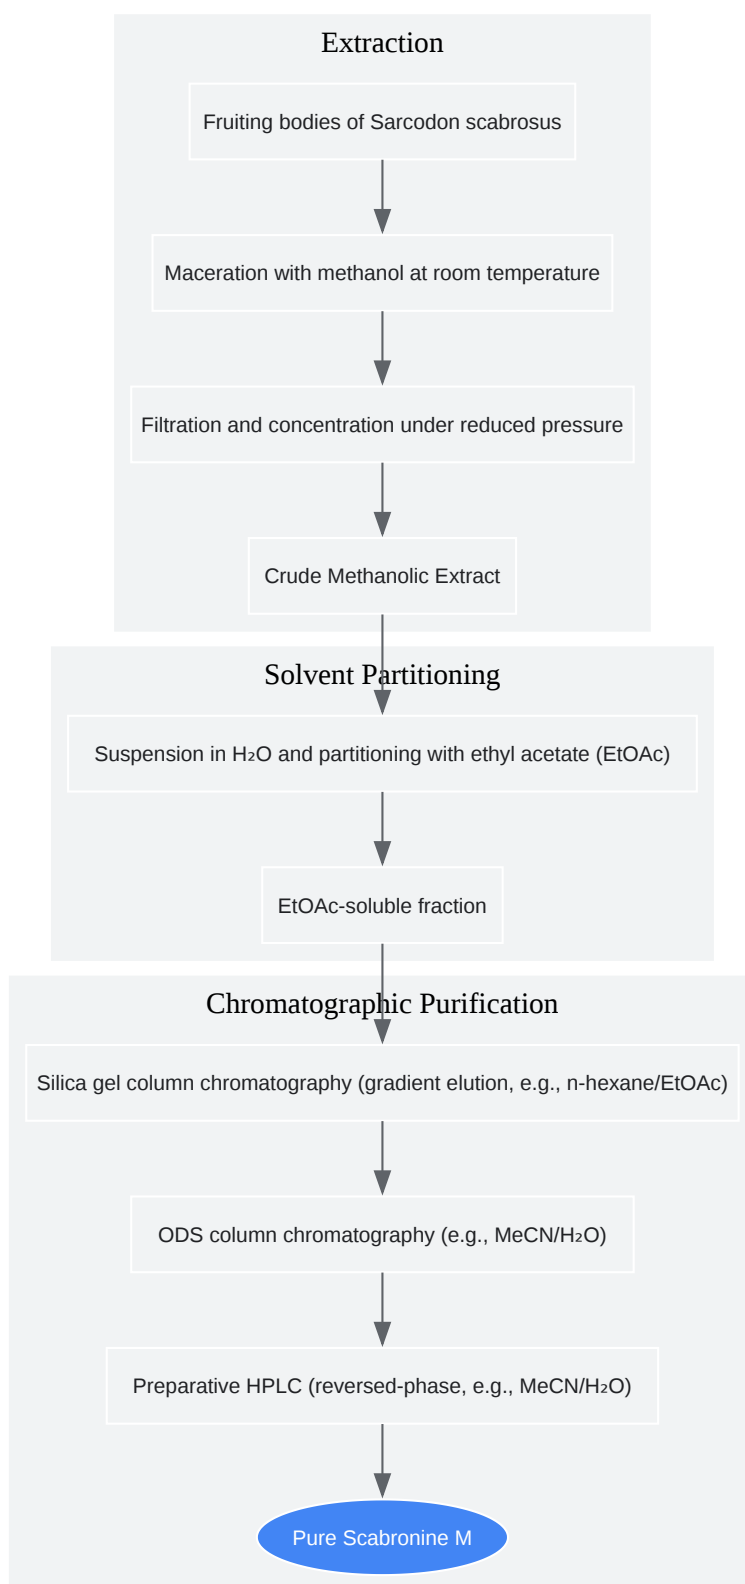 Extraction
Fruiting bodies of Sarcodon scabrosus
Maceration with methanol at room temperature
Filtration and concentration under reduced pressure
Crude Methanolic Extract
Solvent Partitioning
Suspension in H₂O and partitioning with ethyl acetate (EtOAc)
EtOAc-soluble fraction
Chromatographic Purification
Silica gel column chromatography (gradient elution, e.g., n-hexane/EtOAc)
ODS column chromatography (e.g., MeCN/H₂O)
Preparative HPLC (reversed-phase, e.g., MeCN/H₂O)
Pure Scabronine M